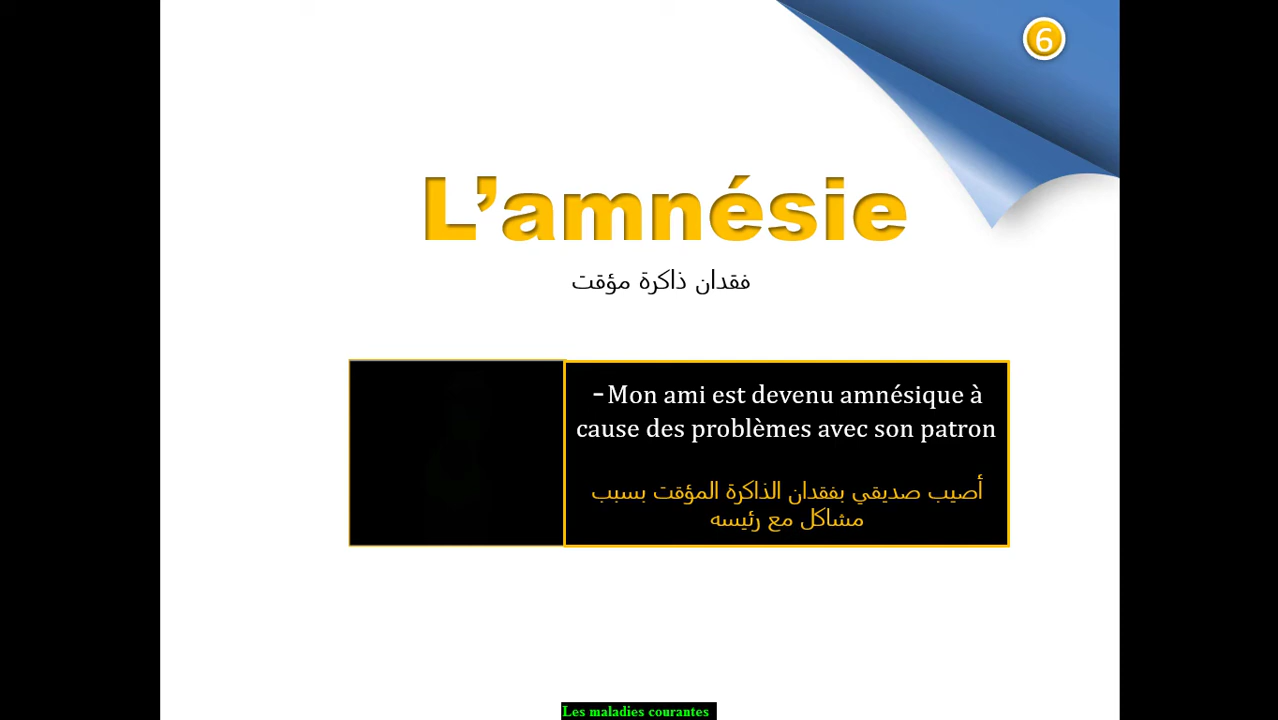 6
L’amnésie
فقدان ذاكرة مؤقت
-Mon ami est devenu amnésique à
cause des problèmes avec son patron
أصيب صديقي بفقدان الذاكرة المؤقت بسبب
مشاكل مع رئيسه
Les maladies courantes